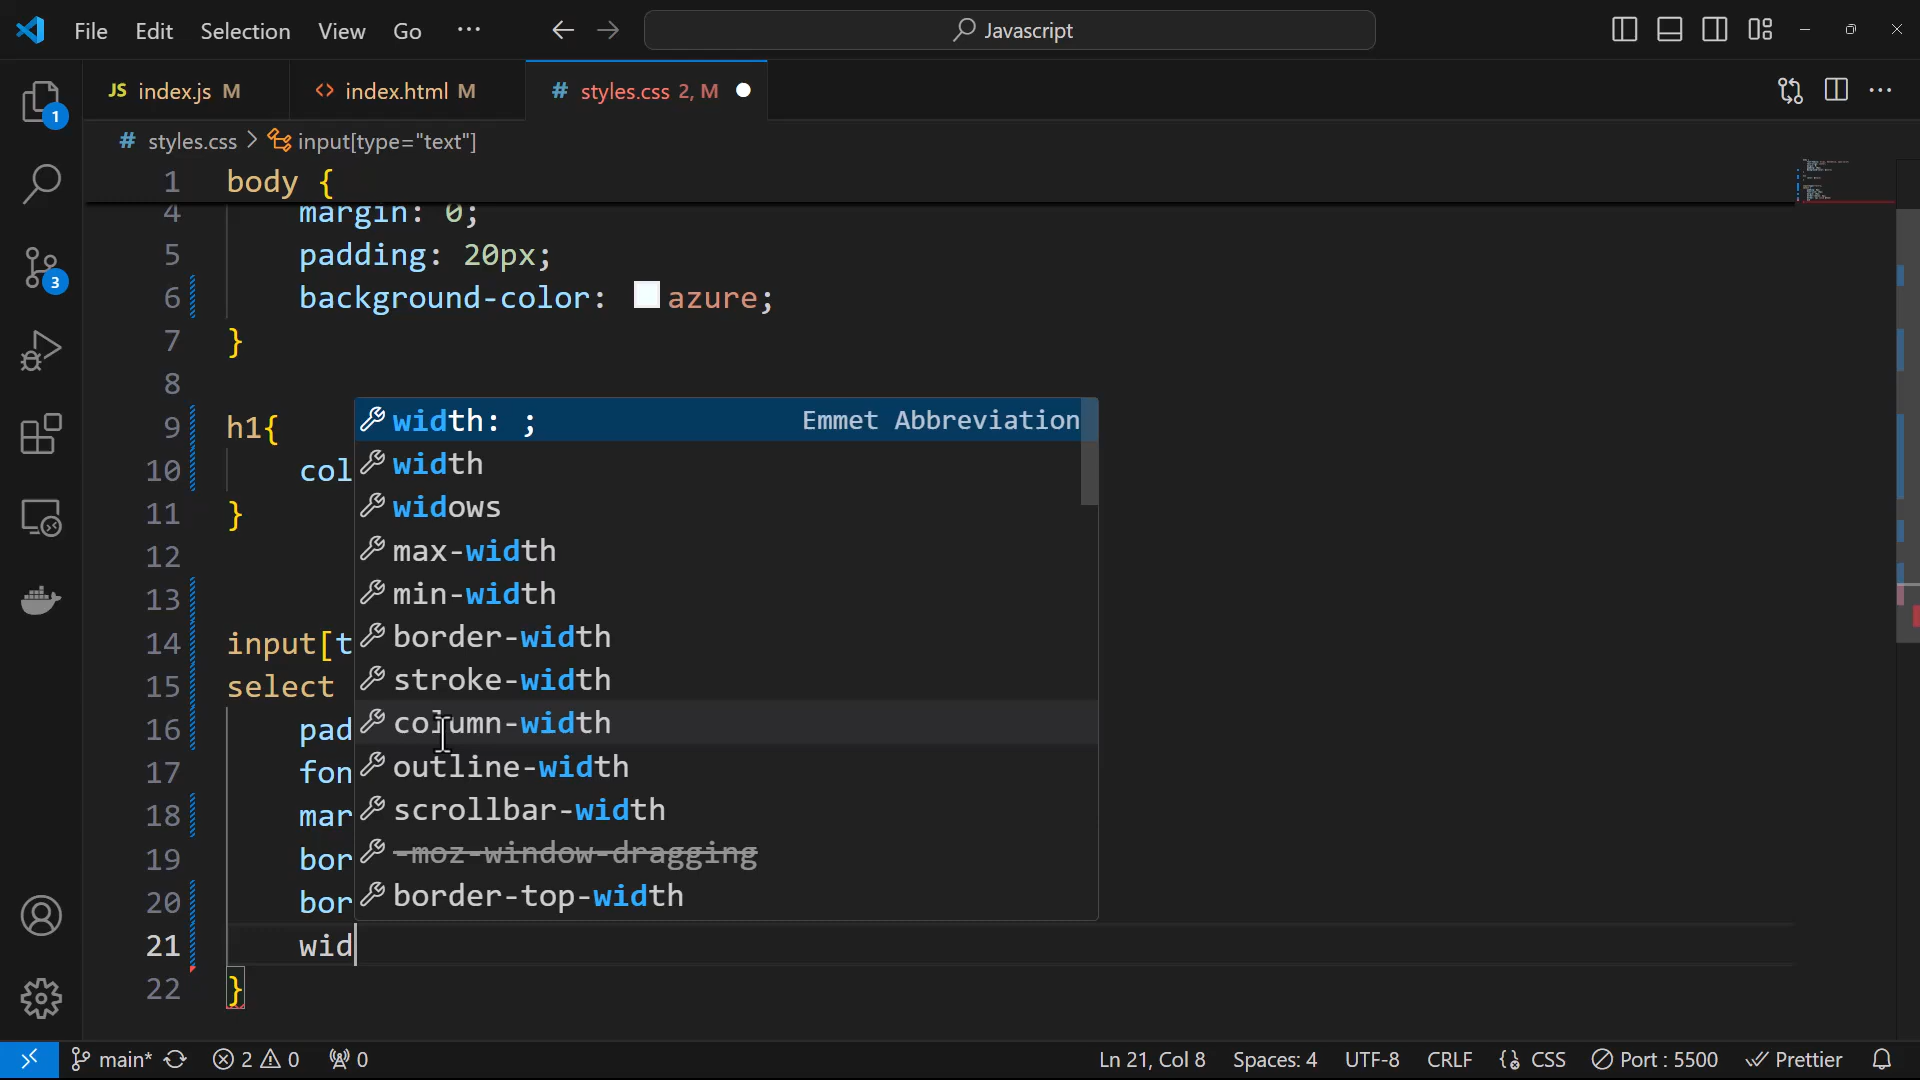 File Edit Selection View Go ··· Javascript
JS index.js M <> index.html M # styles.css 2, M
# styles.css > input[type="text"]
1 body {
4 margin: 0;
5 padding: 20px;
6 background-color: azure;
7 }
8
9 h1{
10 col
11 }
12
13
14 input[t
15 select
16 pad
17 fon
18 mar
19 bor
20 bor
21 wid
22 }
width: ; Emmet Abbreviation
width
widows
max-width
min-width
border-width
stroke-width
column-width
outline-width
scrollbar-width
-moz-window-dragging
border-top-width
1
3
main* 2 0 0 Ln 21, Col 8 Spaces: 4 UTF-8 CRLF {} CSS Port : 5500 Prettier